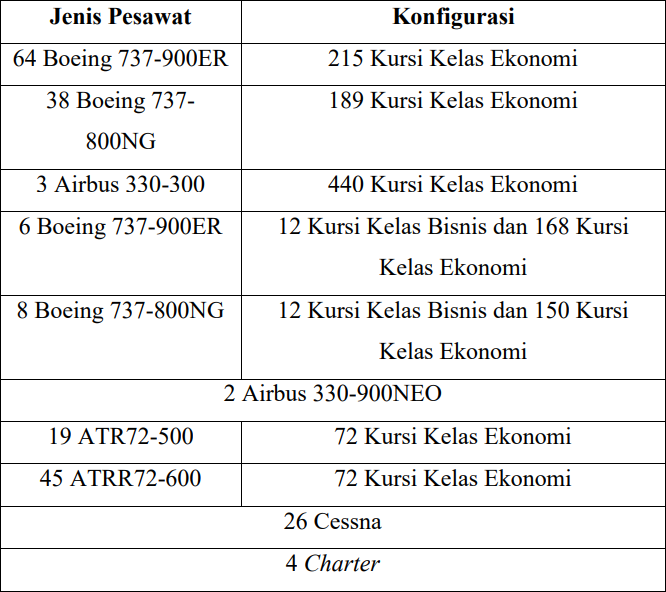 Jenis Pesawat Konfigurasi
64 Boeing 737-900ER 215 Kursi Kelas Ekonomi
38 Boeing 737- 189 Kursi Kelas Ekonomi
800NG
3 Airbus 330-300 440 Kursi Kelas Ekonomi
6 Boeing 737-900ER 12 Kursi Kelas Bisnis dan 168 Kursi
Kelas Ekonomi
8 Boeing 737-800NG 12 Kursi Kelas Bisnis dan 150 Kursi
Kelas Ekonomi
2 Airbus 330-900NEO
19 ATR72-500 72 Kursi Kelas Ekonomi
45 ATRR72-600 72 Kursi Kelas Ekonomi
26 Cessna
4 Charter